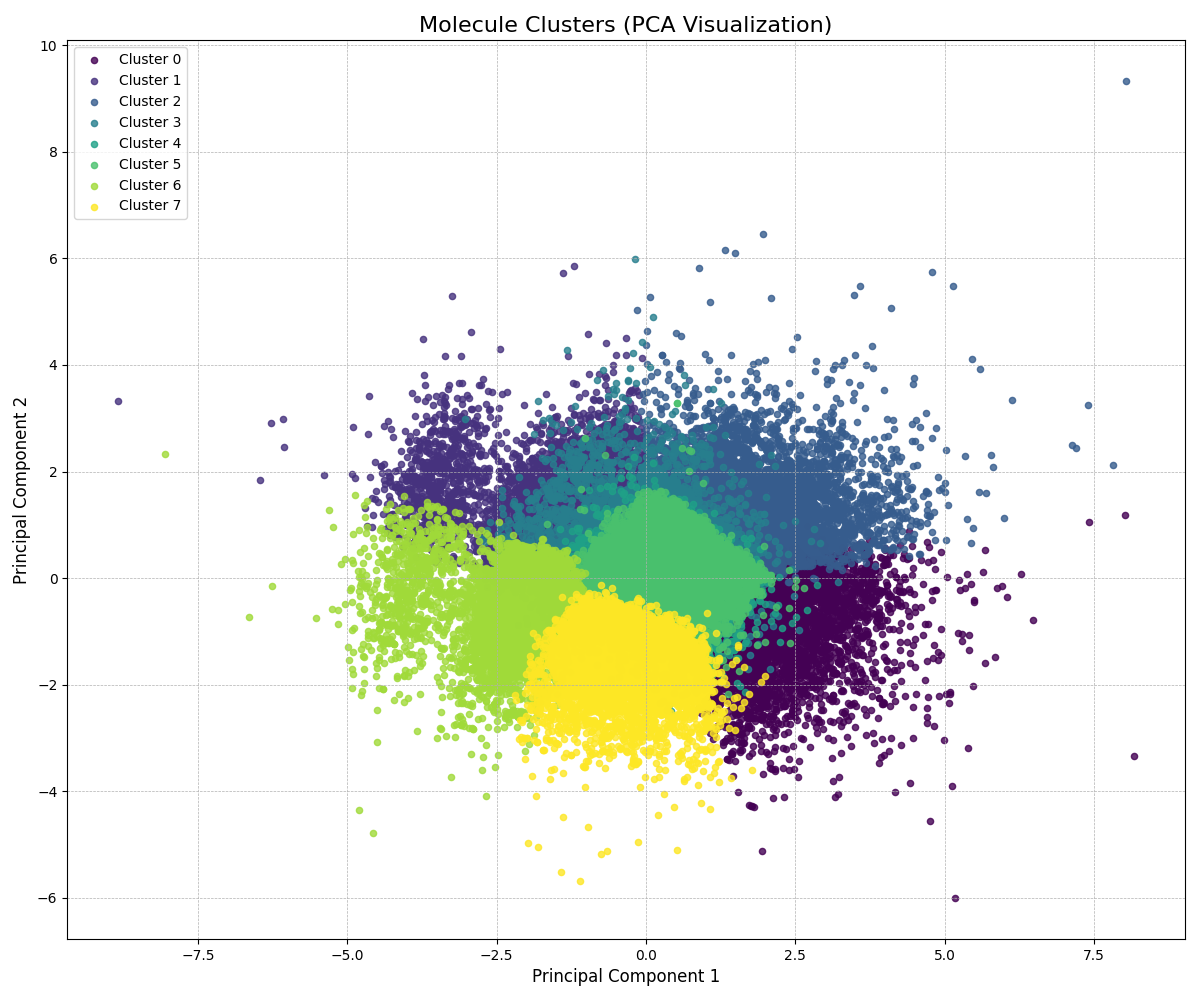 Molecule Clusters (PCA Visualization)
Cluster 0
Cluster 1
Cluster 2
Cluster 3
Cluster 4
Cluster 5
Cluster 6
Cluster 7
10
8
6
4
2
0
−2
−4
−6
Principal Component 2
−7.5 −5.0 −2.5 0.0 2.5 5.0 7.5
Principal Component 1